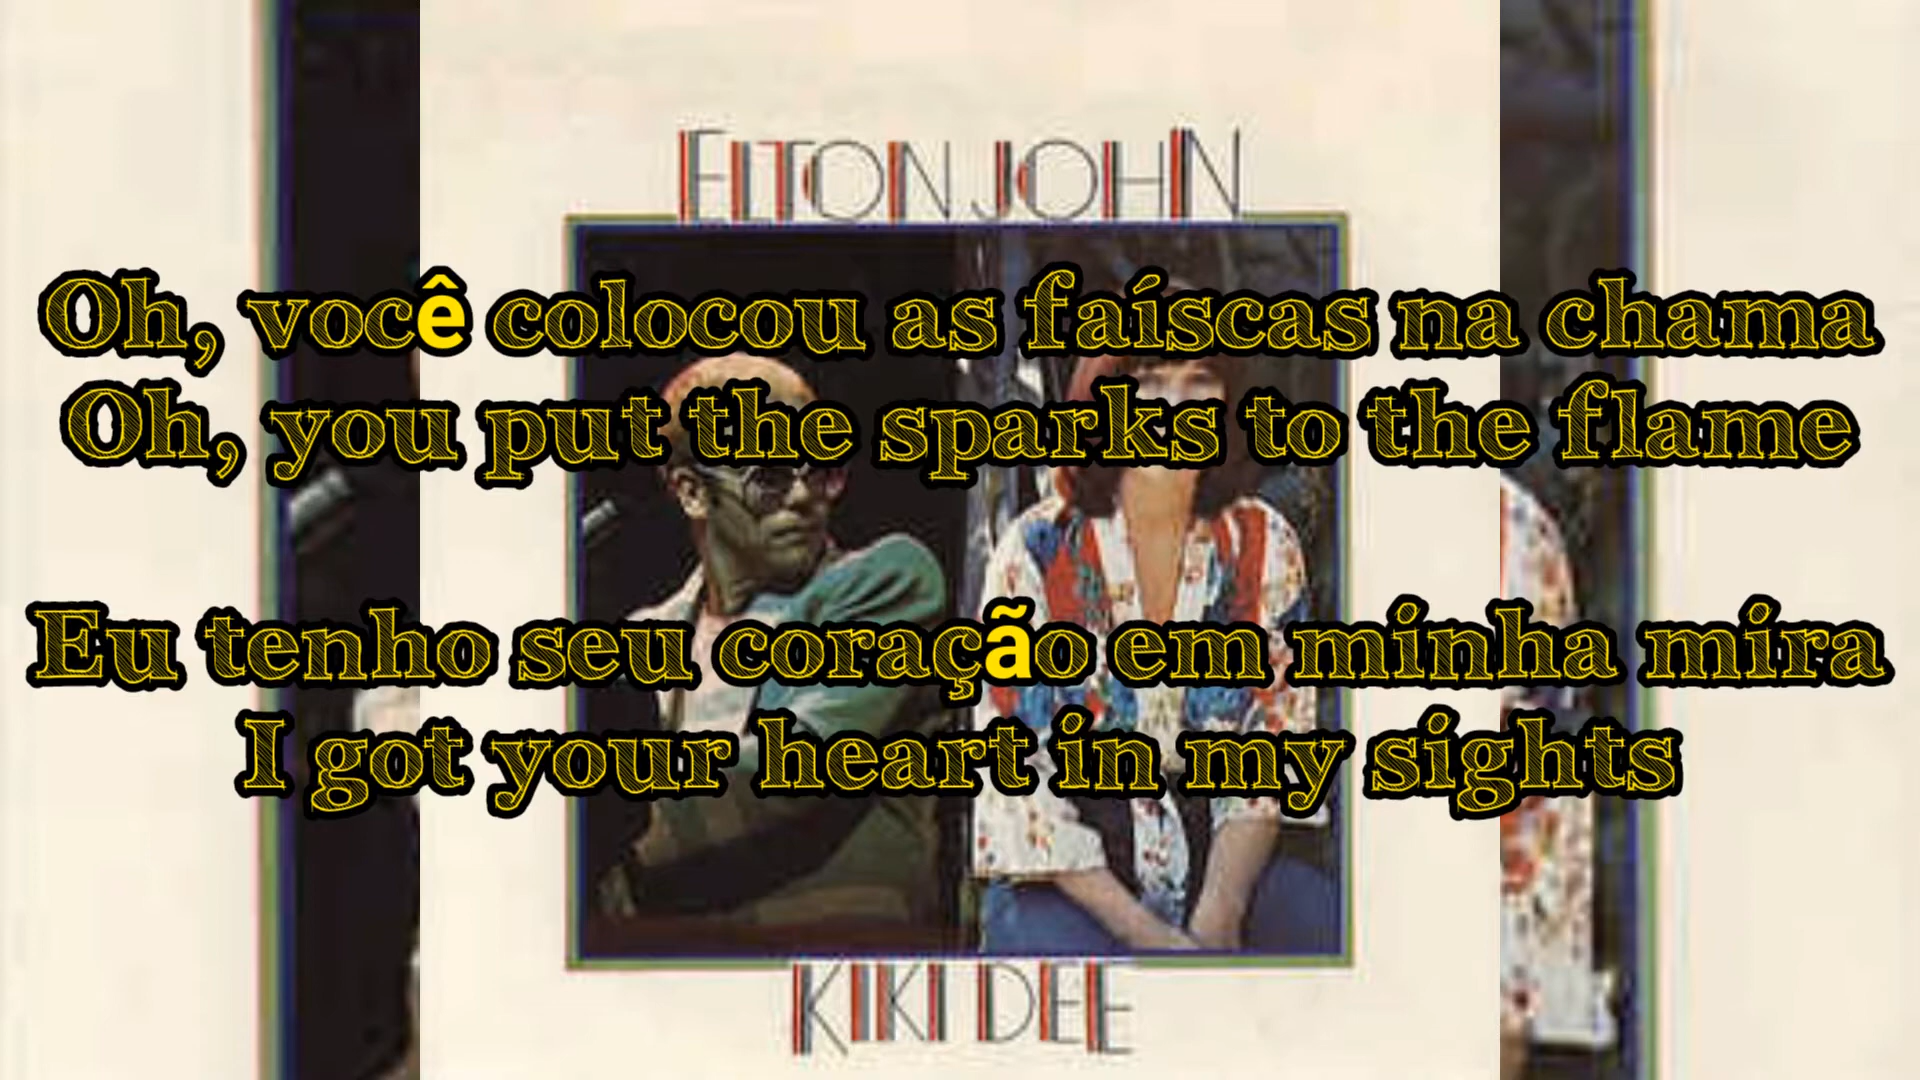 ELTON JOHN
Oh, você colocou as faíscas na chama
Oh, you put the sparks to the flame
Eu tenho seu coração em minha mira
I got your heart in my sights
KIKI DEE